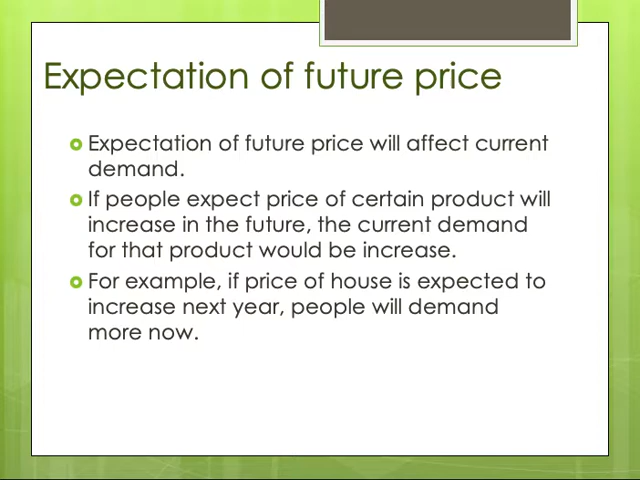 Expectation of future price
Expectation of future price will affect current
demand.
If people expect price of certain product will
increase in the future, the current demand
for that product would be increase.
For example, if price of house is expected to
increase next year, people will demand
more now.